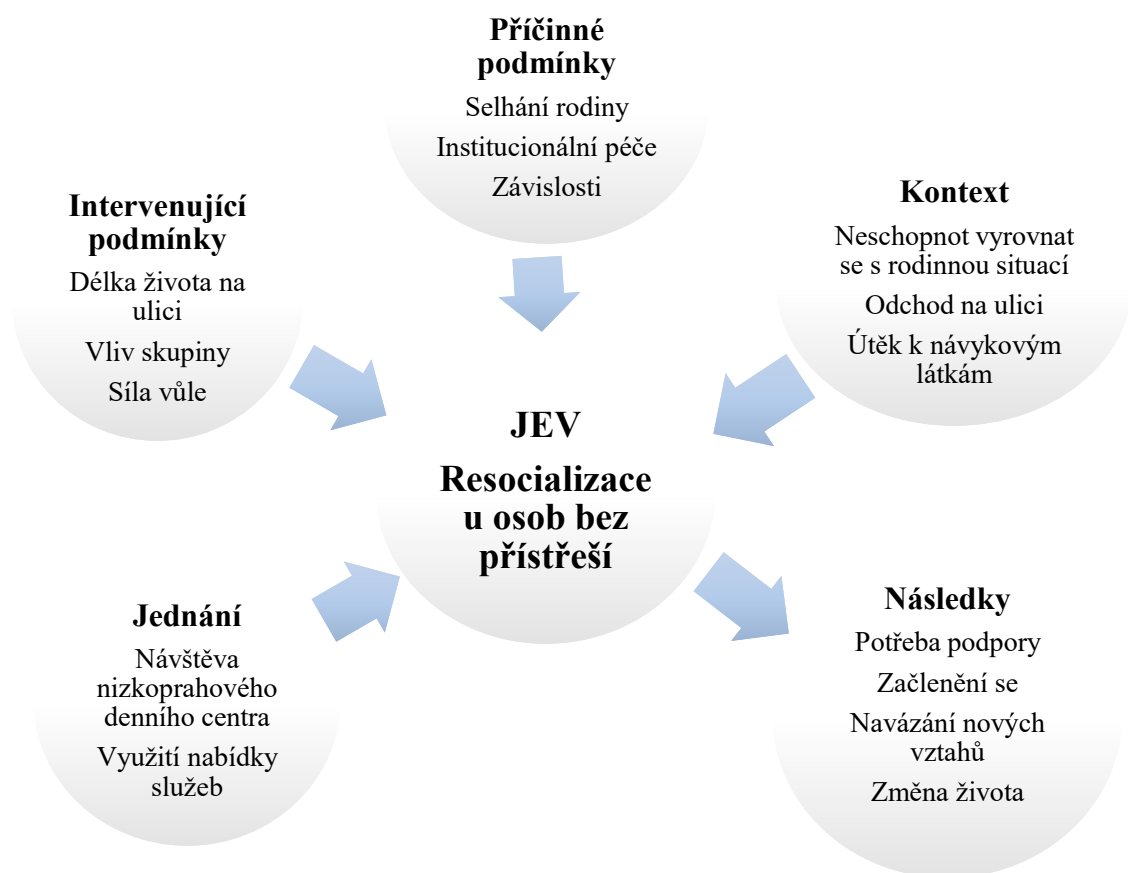 Příčinné
podmínky
Selhání rodiny
Institucionální péče
Závislosti
Intervenující
podmínky
Délka života na
ulici
Vliv skupiny
Síla vůle
Kontext
Neschopnot vyrovnat
se s rodinnou situací
Odchod na ulici
Útěk k návykovým
látkám
JEV
Resocializace
u osob bez
přístřeší
Jednání
Návštěva
nizkoprahového
denního centra
Využití nabídky
služeb
Následky
Potřeba podpory
Začlenění se
Navázání nových
vztahů
Změna života